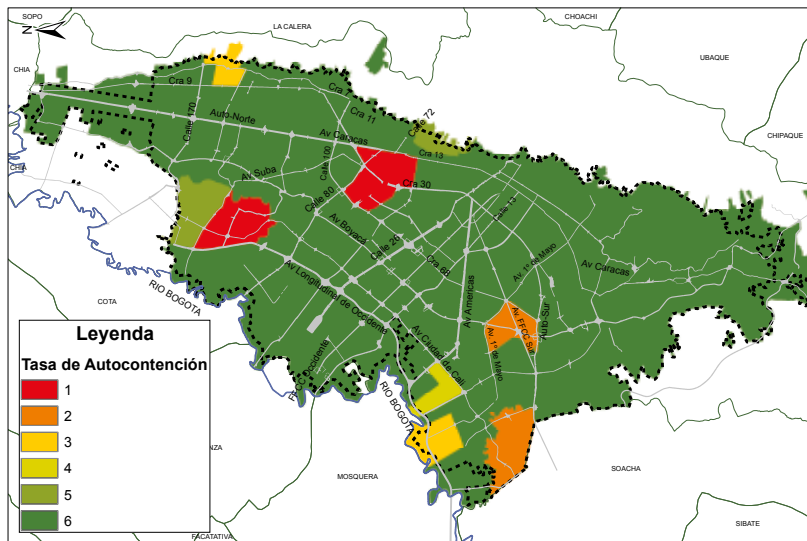 SOPO
LA CALERA
CHOACHI
N
UBAQUE
CHIA
Cra 9
Cra 7
Cra 11
Calle 72
Calle 170
Auto-Norte
Av Caracas
Cra 13
CHIPAQUE
CHIA
Av Suba
Calle 100
Cra 30
Calle 80
Calle 13
Av Boyaca
Calle 26
Cra 68
Av. 1º de Mayo
Av Caracas
Av Longitudinal de Occidente
COTA
RIO BOGOTA
Av Americas
Auto-Sur
Av FFCC Sur
Av. 1º de Mayo
Av Ciudad de Cali
FFCC Occidente
RIO BOGOTA
Leyenda
Tasa de Autocontención
1
2
3
4
5
6
NZA
MOSQUERA
SOACHA
SIBATE
FACATATIVA